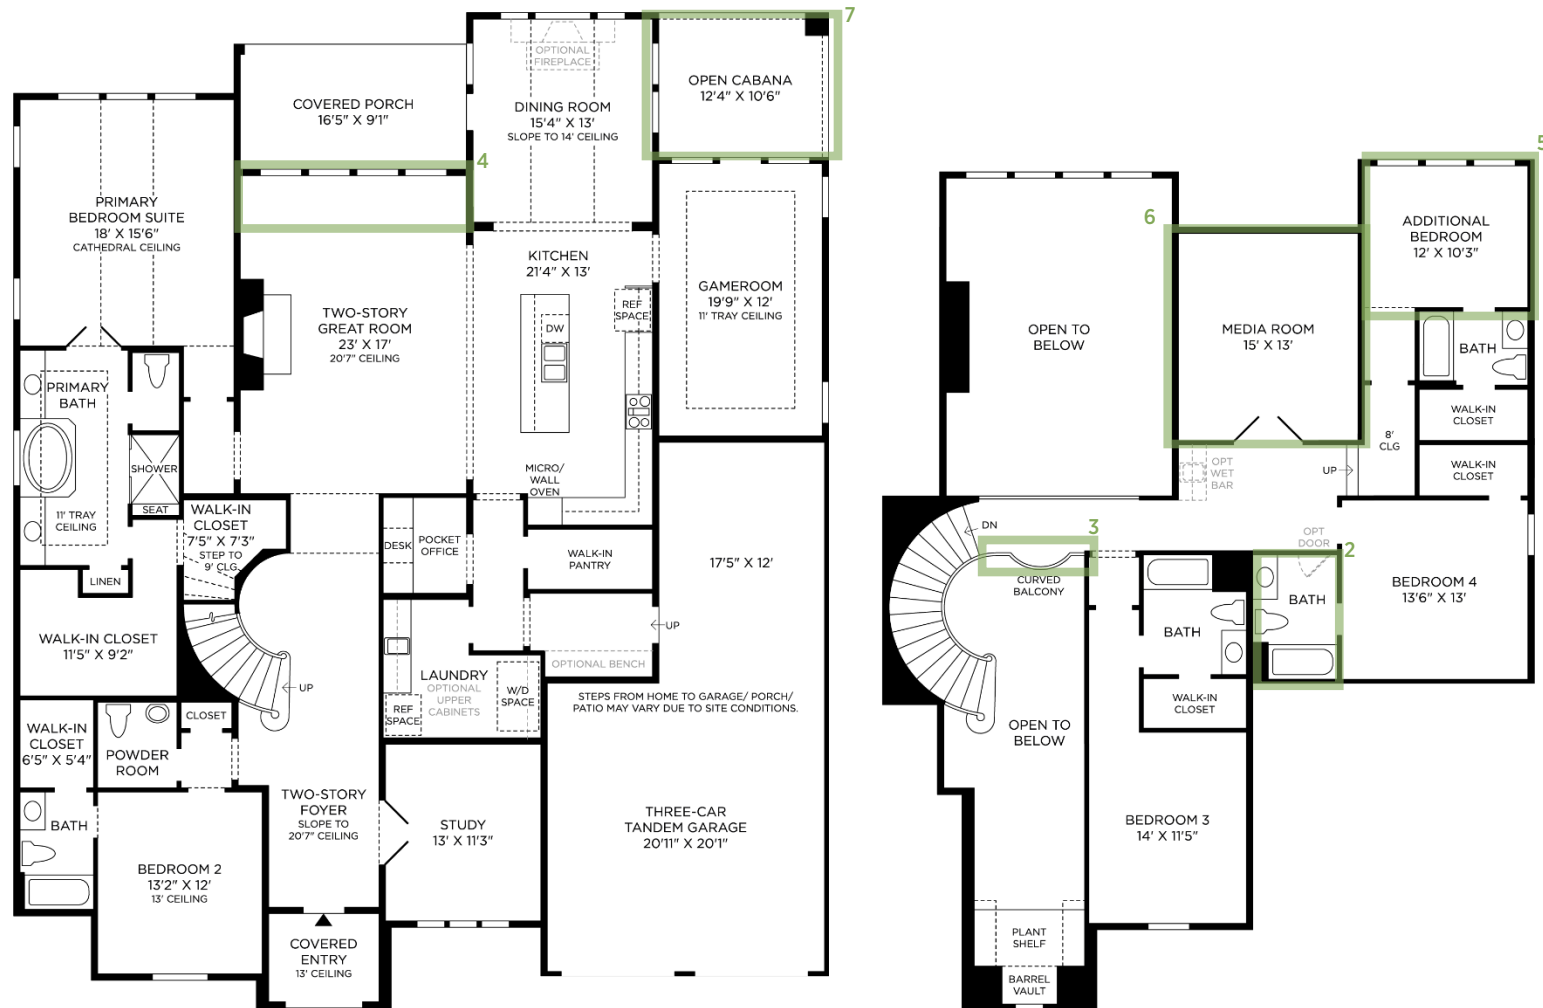 7
OPEN CABANA
12'4" X 10'6"
OPTIONAL
FIREPLACE
DINING ROOM
15'4" X 13'
SLOPE TO 14' CEILING
COVERED PORCH
16'5" X 9'1"
4
PRIMARY
BEDROOM SUITE
18' X 15'6"
CATHEDRAL CEILING
KITCHEN
21'4" X 13'
REF
SPACE
DW
GAMEROOM
19'9" X 12'
11' TRAY CEILING
TWO-STORY
GREAT ROOM
23' X 17'
20'7" CEILING
PRIMARY
BATH
SHOWER
SEAT
11' TRAY
CEILING
MICRO/
WALL
OVEN
WALK-IN
CLOSET
7'5" X 7'3"
STEP TO
9' CLG
DESK
POCKET
OFFICE
WALK-IN
PANTRY
17'5" X 12'
LINEN
WALK-IN CLOSET
11'5" X 9'2"
UP
UP
OPTIONAL BENCH
LAUNDRY
OPTIONAL
UPPER
CABINETS
REF
SPACE
W/D
SPACE
STEPS FROM HOME TO GARAGE/ PORCH/
PATIO MAY VARY DUE TO SITE CONDITIONS.
WALK-IN
CLOSET
6'5" X 5'4"
CLOSET
POWDER
ROOM
BATH
TWO-STORY
FOYER
SLOPE TO
20'7" CEILING
STUDY
13' X 11'3"
THREE-CAR
TANDEM GARAGE
20'11" X 20'1"
BEDROOM 2
13'2" X 12'
13' CEILING
COVERED
ENTRY
13' CEILING
5
ADDITIONAL
BEDROOM
12' X 10'3"
6
MEDIA ROOM
15' X 13'
OPEN TO
BELOW
BATH
WALK-IN
CLOSET
8'
CLG
WALK-IN
CLOSET
UP
OPT
WET
BAR
DN
3
CURVED
BALCONY
OPT
DOOR
2
BATH
BEDROOM 4
13'6" X 13'
BATH
WALK-IN
CLOSET
OPEN TO
BELOW
BEDROOM 3
14' X 11'5"
PLANT
SHELF
BARREL
VAULT